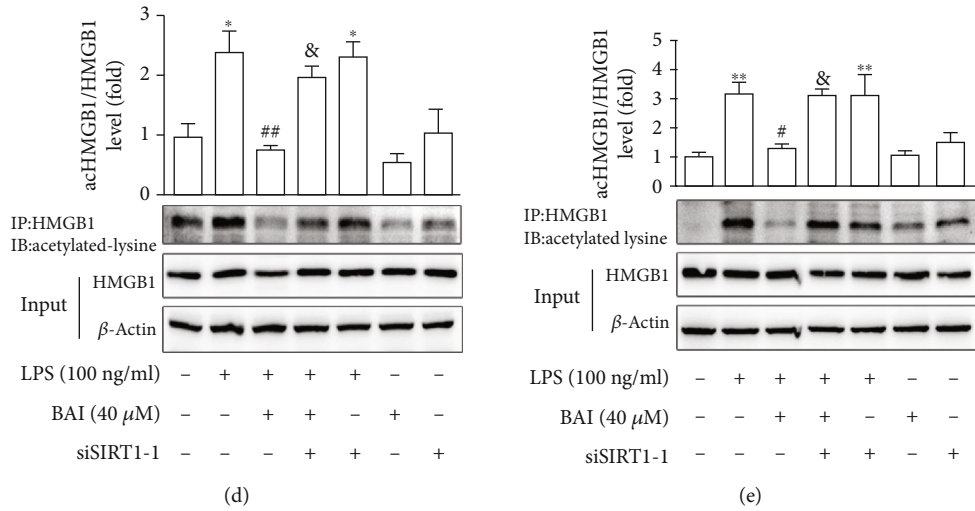 acHMGB1/HMGB1
level (fold)
3
2
1
0
*
##
&
*
IP:HMGB1
IB:acetylated-lysine
Input
HMGB1
β-Actin
LPS (100 ng/ml) – + + + + – –
BAI (40 μM) – – + + – + –
siSIRT1-1 – – – + + – +
(d)
acHMGB1/HMGB1
level (fold)
5
4
3
2
1
0
**
#
&
**
IP:HMGB1
IB:acetylated lysine
Input
HMGB1
β-Actin
LPS (100 ng/ml) – + + + + – –
BAI (40 μM) – – + + – + –
siSIRT1-1 – – – + + – +
(e)